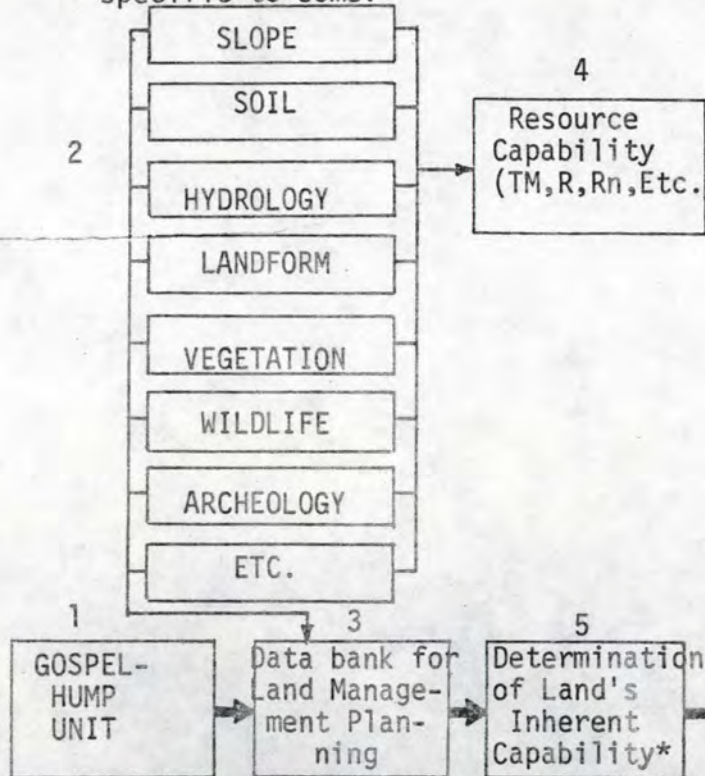 specific to
SLOPE
4
SOIL
Resource
Capability
(TM,R,Rn,Etc.
2
HYDROLOGY
LANDFORM
VEGETATION
WILDLIFE
ARCHEOLOGY
ETC.
1
3
5
GOSPEL-
HUMP
UNIT
Data bank for
Land Manage-
ment Plan-
ning
Determination
of Land's
Inherent
Capability*